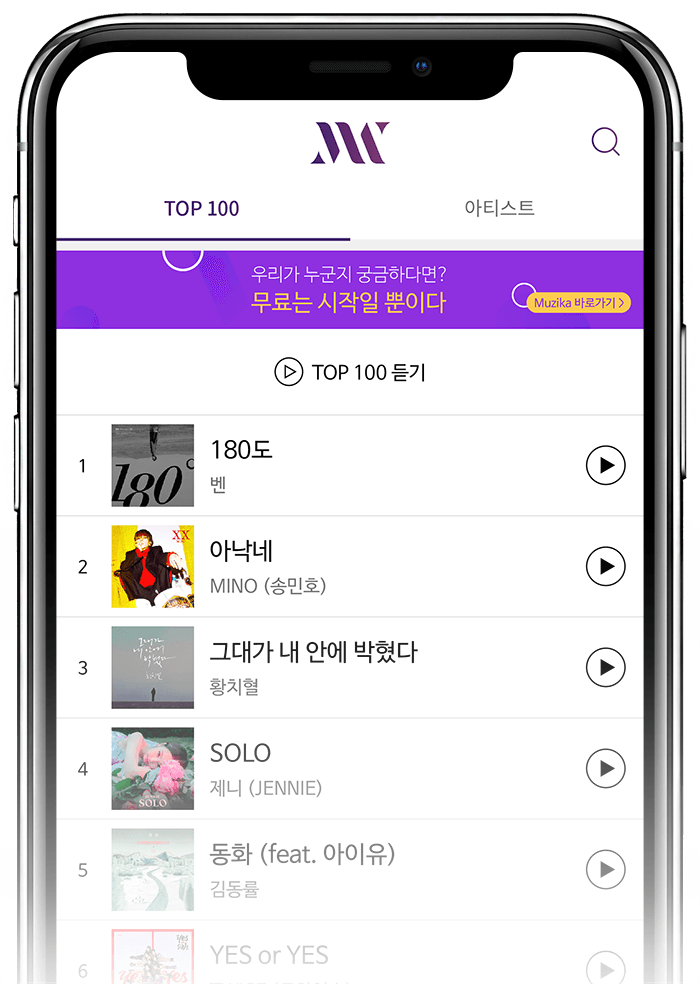 TOP 100
아티스트
우리가 누군지 궁금하다면?
무료는 시작일 뿐이다
Muzika 바로가기 >
TOP 100 듣기
1
180°
180도
벤
2
XX
아낙네
MINO (송민호)
3
그대가 내 안에 박혔다
황치혈
4
SOLO
SOLO
제니 (JENNIE)
5
동화 (feat. 아이유)
김동률
6
YES or YES